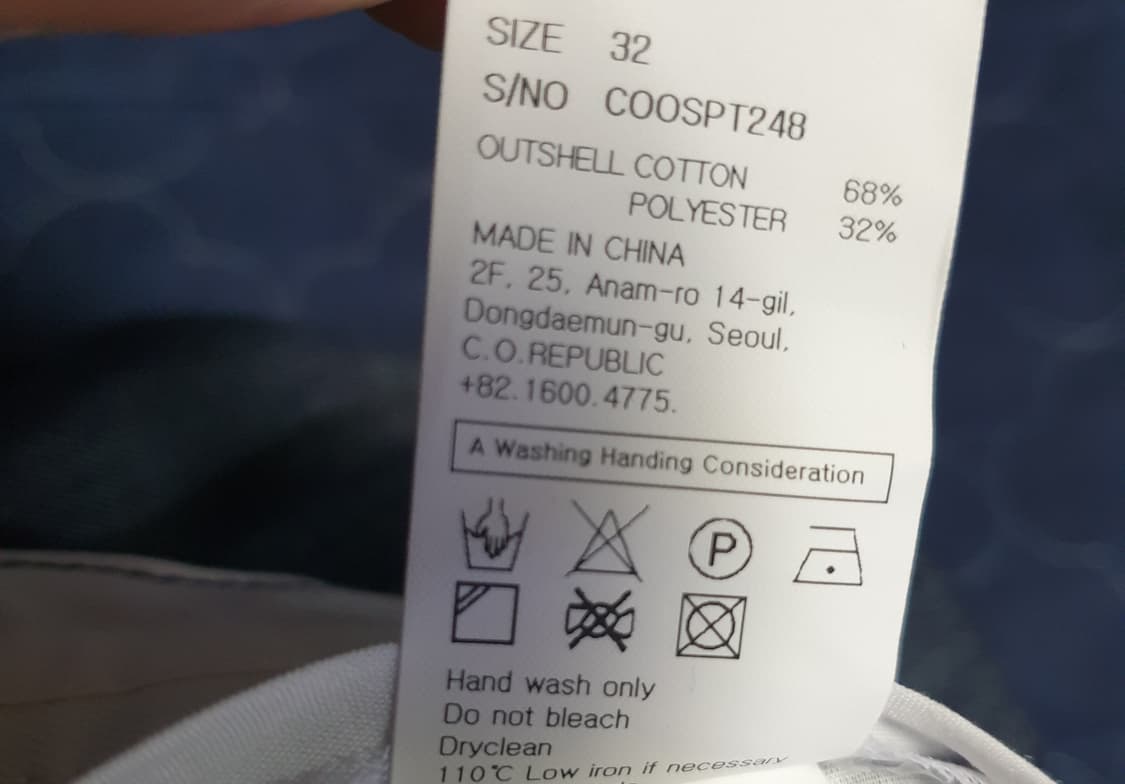 SIZE 32
S/NO COOSPT248
OUTSHELL COTTON 68%
POLYESTER 32%
MADE IN CHINA
2F, 25, Anam-ro 14-gil,
Dongdaemun-gu, Seoul,
C.O.REPUBLIC
+82.1600.4775.
A Washing Handing Consideration
P
Hand wash only
Do not bleach
Dryclean
110℃ Low iron if necessary